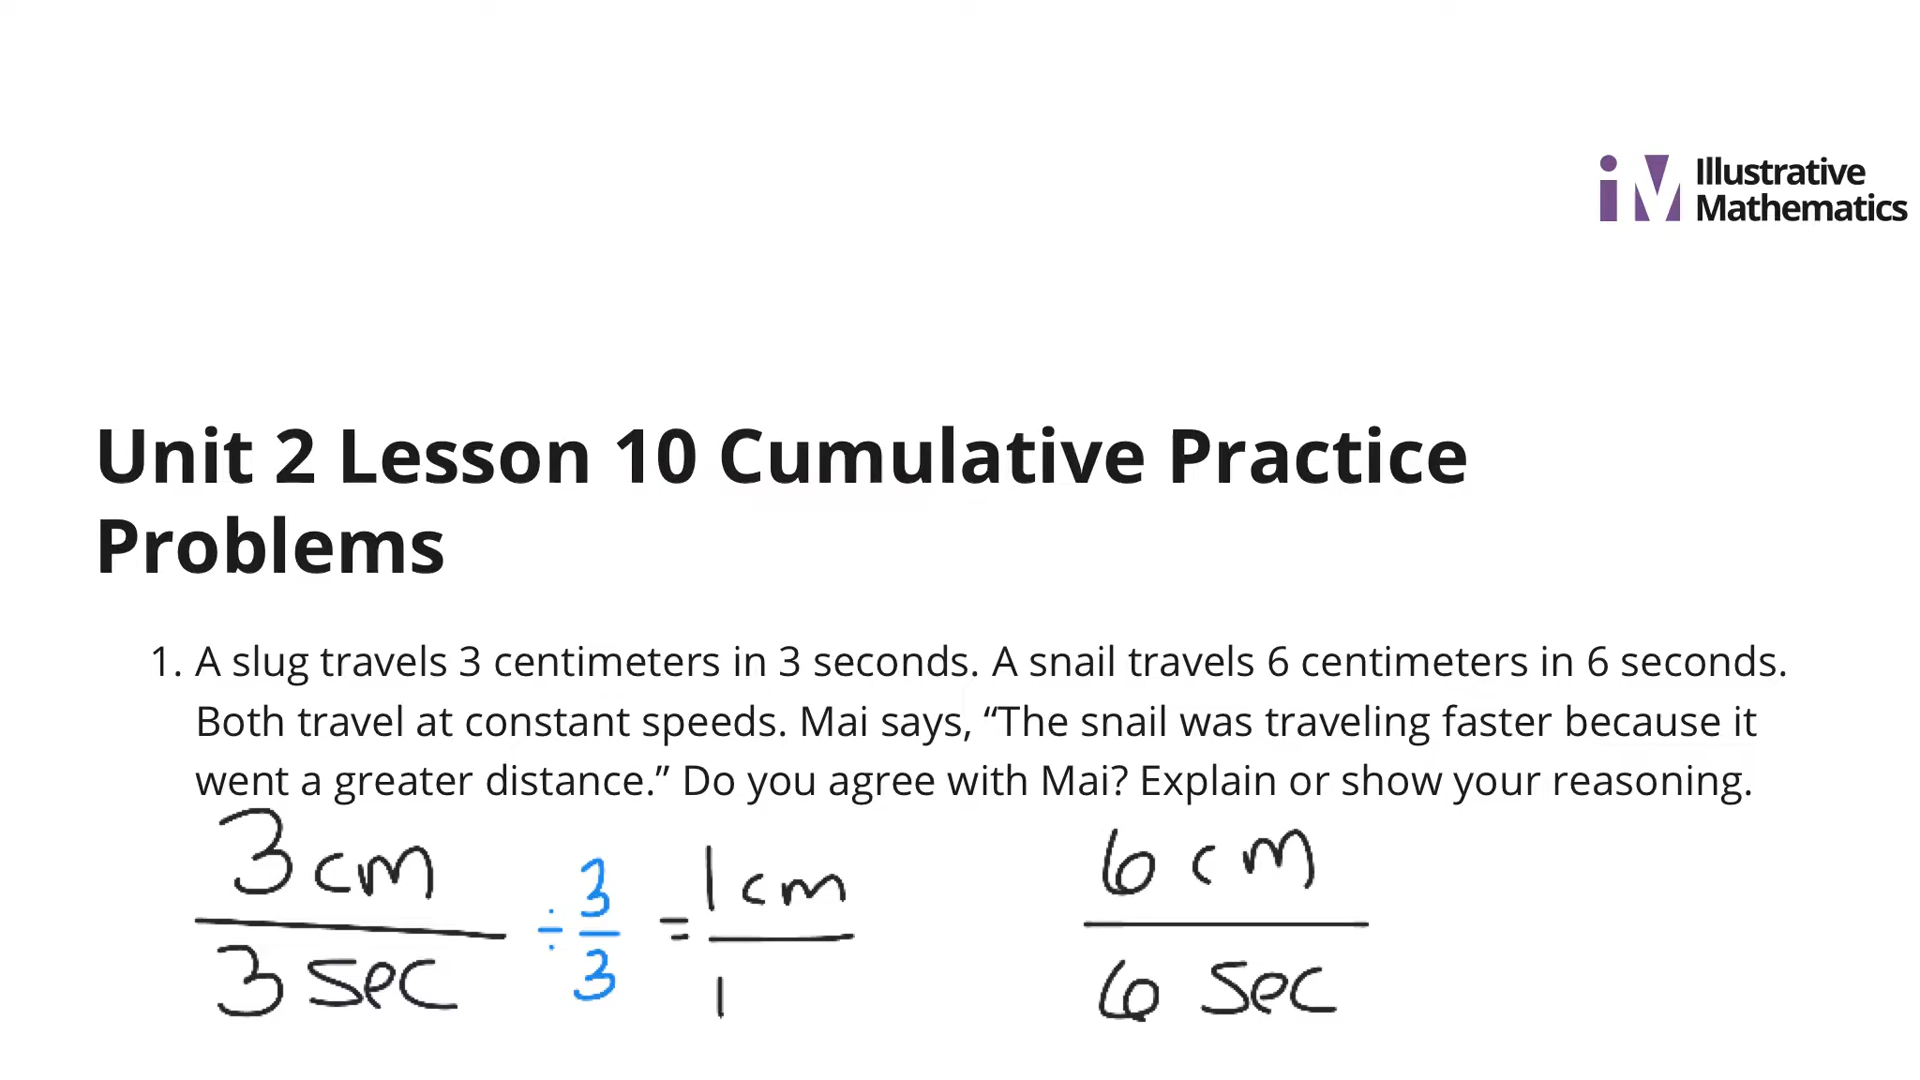 Illustrative
Mathematics
Unit 2 Lesson 10 Cumulative Practice
Problems
1. A slug travels 3 centimeters in 3 seconds. A snail travels 6 centimeters in 6 seconds.
Both travel at constant speeds. Mai says, “The snail was traveling faster because it
went a greater distance.” Do you agree with Mai? Explain or show your reasoning.
3 cm ÷ 3 = 1 cm 6 cm
3 sec 3 1 6 sec